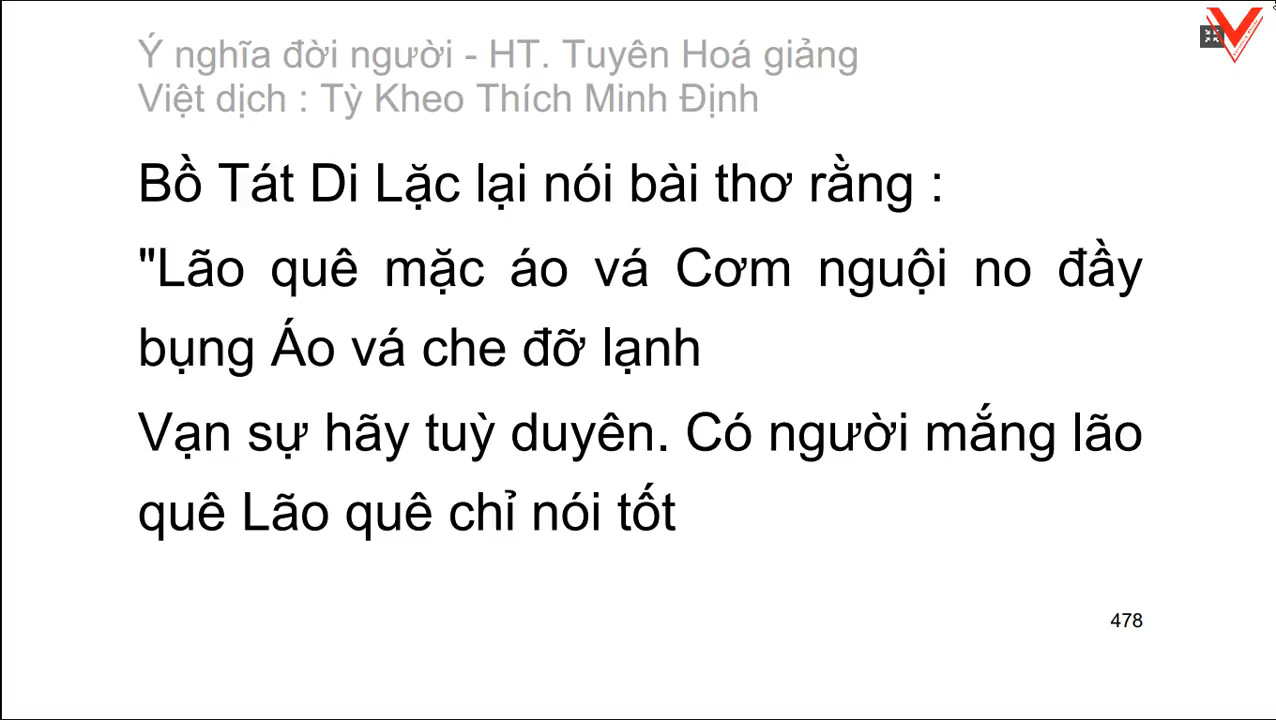 Ý nghĩa đời người - HT. Tuyên Hoá giảng
Việt dịch : Tỳ Kheo Thích Minh Định
Bồ Tát Di Lặc lại nói bài thơ rằng :
"Lão quê mặc áo vá Cơm nguội no đầy
bụng Áo vá che đỡ lạnh
Vạn sự hãy tuỳ duyên. Có người mắng lão
quê Lão quê chỉ nói tốt
478